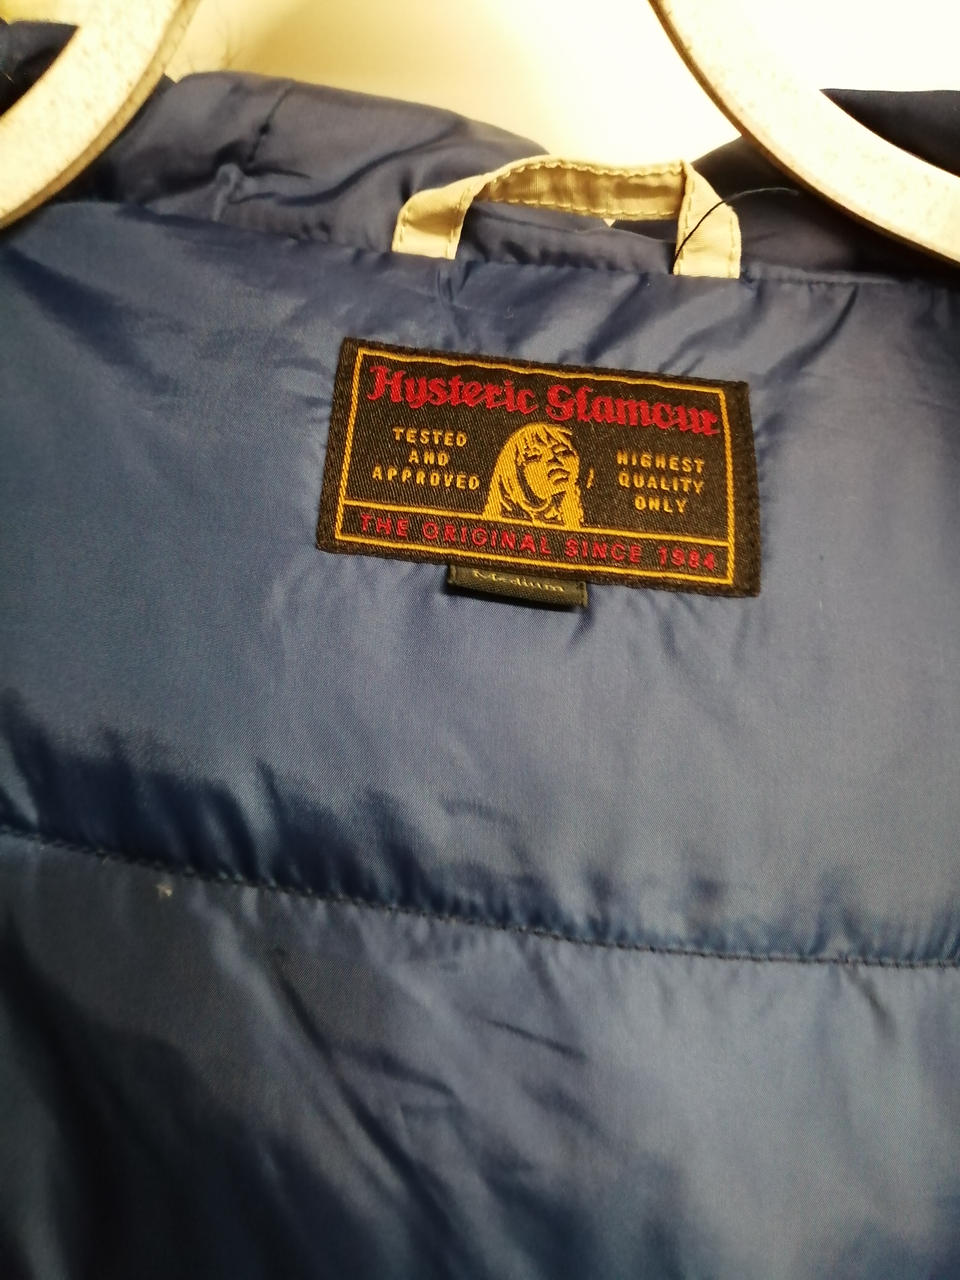 Hysteric Glamour
TESTED
AND
APPROVED
HIGHEST
QUALITY
ONLY
THE ORIGINAL SINCE 1984
Medium